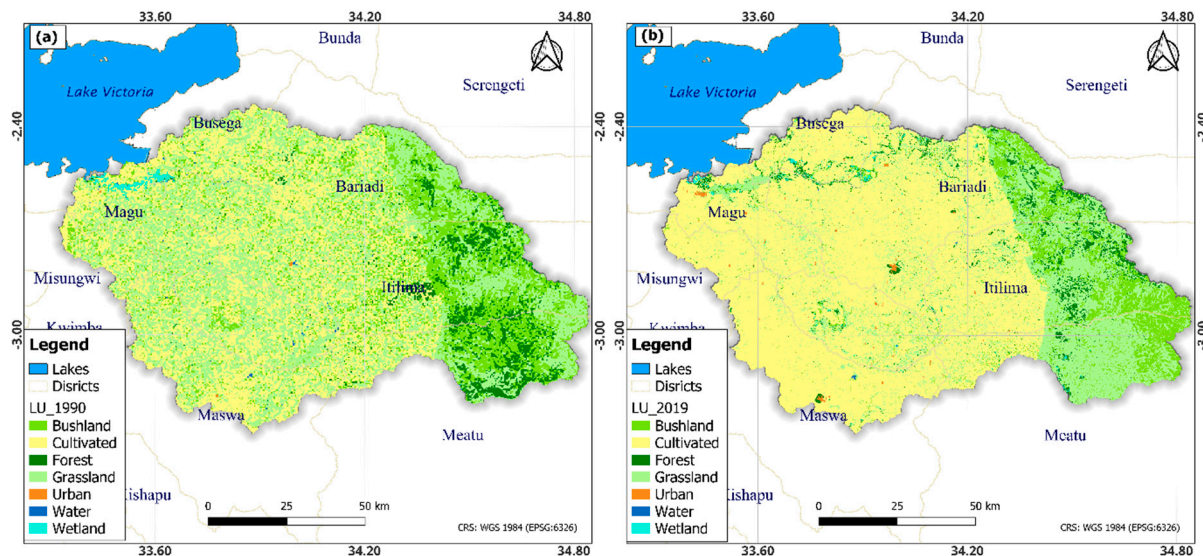 33.60 34.20 34.80
(a)
Bunda
Lake Victoria
Serengeti
-2.40
Busega
Bariadi
Magu
Misungwi
Itilima
Kwimba
-3.00
Legend
Lakes
Disricts
LU_1990
Bushland
Cultivated
Forest
Grassland
Urban
Water
Wetland
Maswa
Meatu
Kishapu
0 25 50 km
CRS: WGS 1984 (EPSG:6326)
33.60 34.20 34.80
33.60 34.20 34.80
(b)
Bunda
Lake Victoria
Serengeti
-2.40
Busega
Bariadi
Magu
Misungwi
Itilima
Kwimba
-3.00
Legend
Lakes
Disricts
LU_2019
Bushland
Cultivated
Forest
Grassland
Urban
Water
Wetland
Maswa
Meatu
Kishapu
0 25 50 km
CRS: WGS 1984 (EPSG:6326)
33.60 34.20 34.80